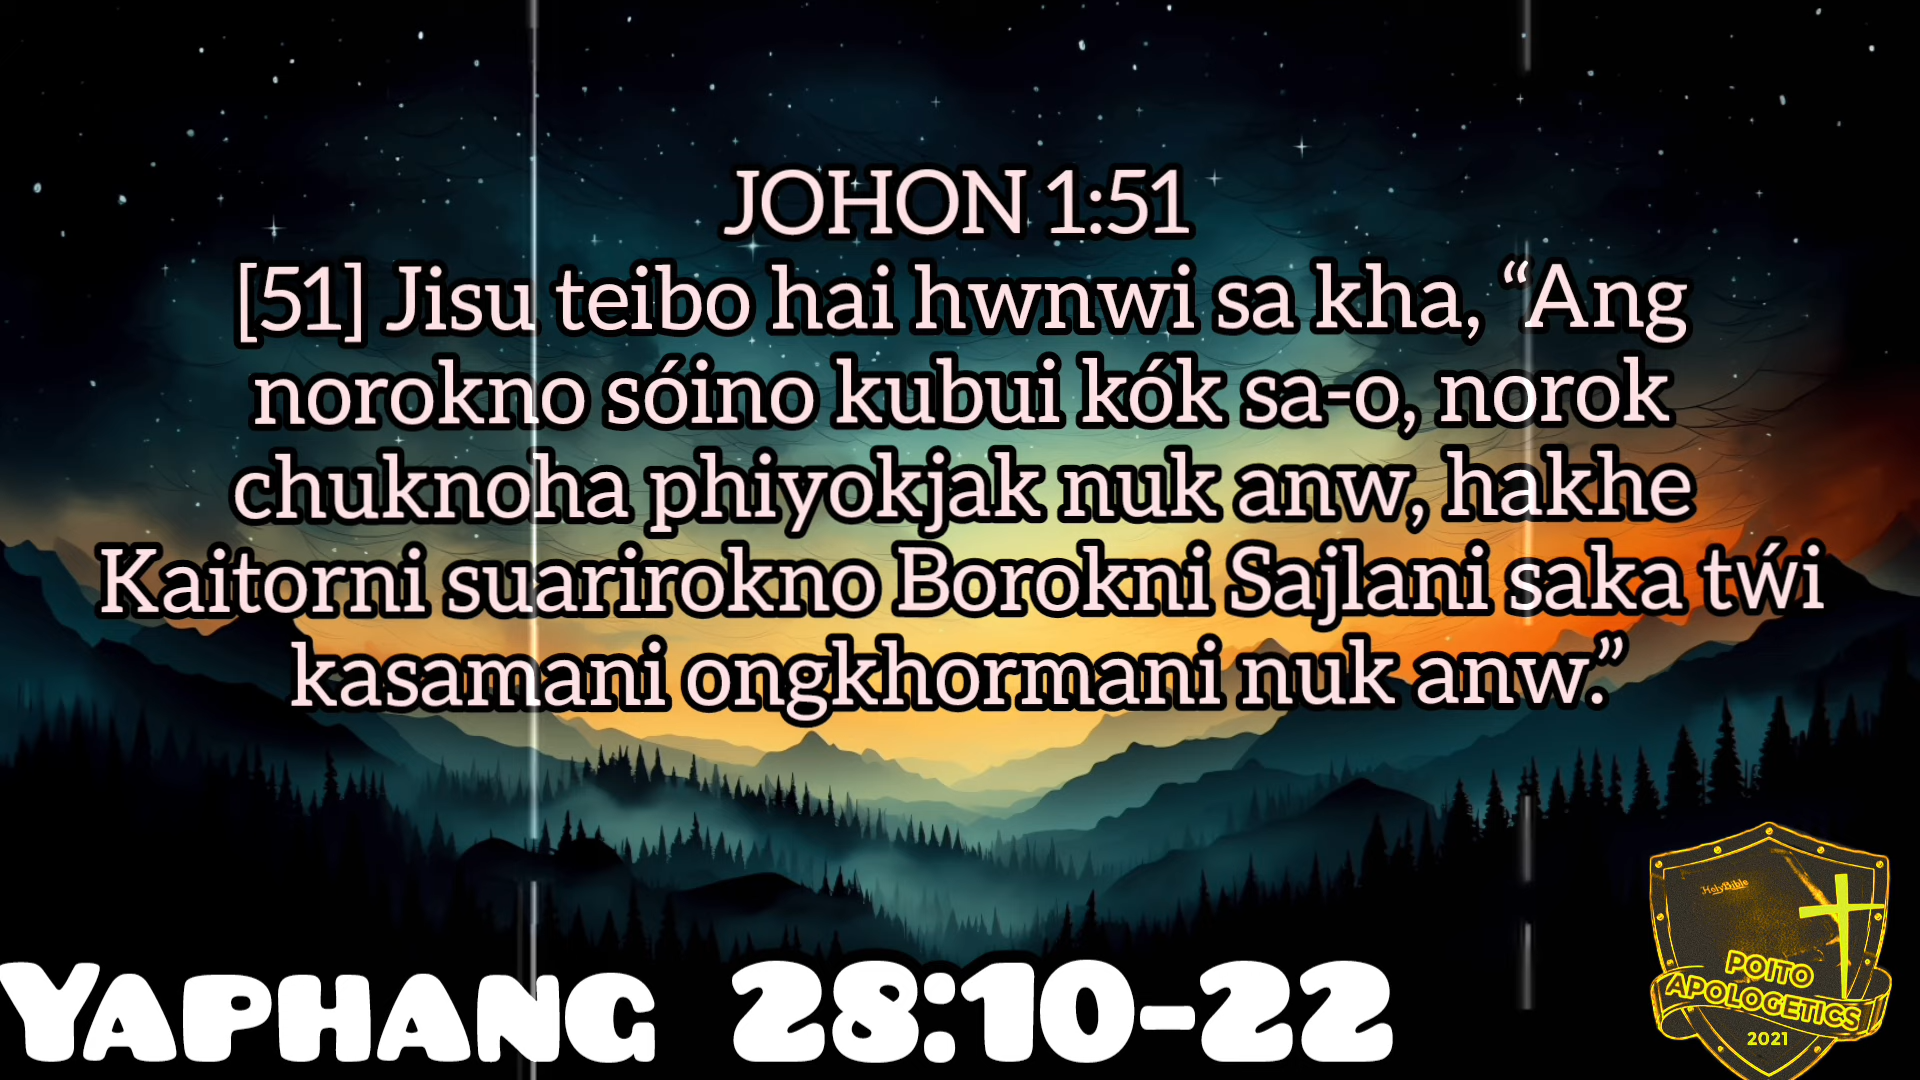 JOHON 1:51
[51] Jisu teibo hai hwnwi sa kha, “Ang
norokno sóino kubui kók sa-o, norok
chuknoha phiyokjak nuk anw, hakhe
Kaitorni suarirokno Borokni Sajlani saka tẃi
kasamani ongkhormani nuk anw.”
YAPHANG 28:10-22
HolyBible
POITO
APOLOGETICS
2021